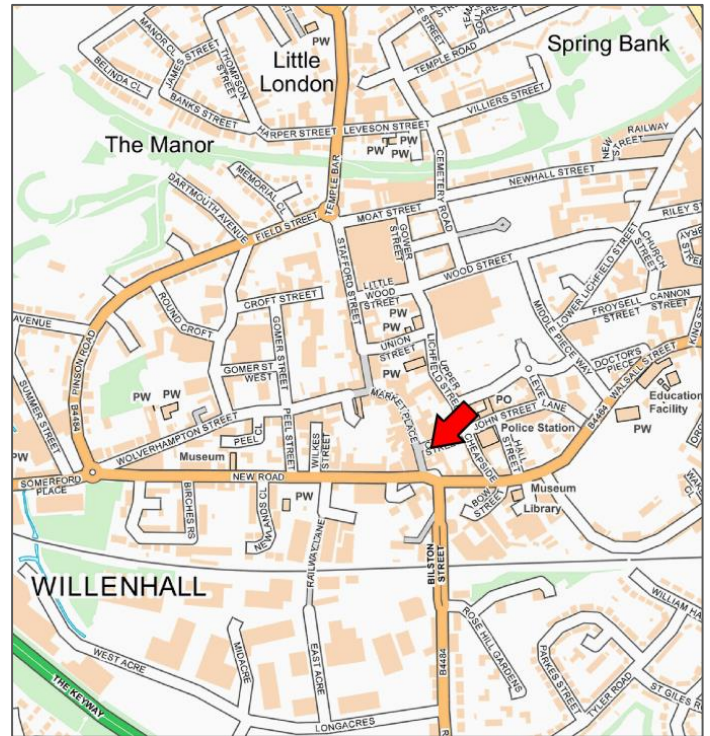 MANOR CL
JAMES STREET
THOMPSON
STREET
BELINDA CL
BANKS STREET
PW
Little
London
TEMPLE ROAD
Spring Bank
VILLIERS STREET
HARPER STREET
LEVESON STREET
PW
PW
PW
The Manor
TEMPLE BAR
CEMETERY ROAD
NEW
STREET
RAILWAY
NEWHALL STREET
MEMORIAL CL
DARTMOUTH AVENUE
FIELD STREET
MOAT STREET
GOWER
STREET
RILEY ST
CHURCH
STREET
STAFFORD STREET
WOOD STREET
LITTLE
WOOD
STREET
LOWER LICHFIELD STREET
CROFT STREET
ROUND
CROFT
PW
FROYSELL
STREET
CANNON
STREET
MIDDLE PIECE WAY
KING ST
AVENUE
PINSON ROAD
B4484
GOMER STREET
GOMER ST
WEST
UNION
STREET
UPPER
LICHFIELD STREET
DOCTOR'S
PIECE
WALSALL STREET
B4484
SUMMER STREET
PW
PW
PW
MARKET PLACE
PO
LEVE LANE
Education
Facility
PW
WOLVERHAMPTON STREET
PEEL STREET
PEEL CL
WILKES
STREET
JOHN STREET
STREET
Police Station
CHEAPSIDE
HALL
STREET
PW
Museum
SOMERFORD
PLACE
NEW ROAD
BIRCHES RS
NEWLANDS CL
PW
RAILWAY LANE
BOW
STREET
Museum
Library
BILSTON
STREET
WILLENHALL
WEST ACRE
MIDACRE
EAST ACRE
LONGACRES
THE KEYWAY
B4484
ROSE HILL GARDENS
PARKES STREET
TYLER ROAD
WILLIAM HA
ST GILES RO